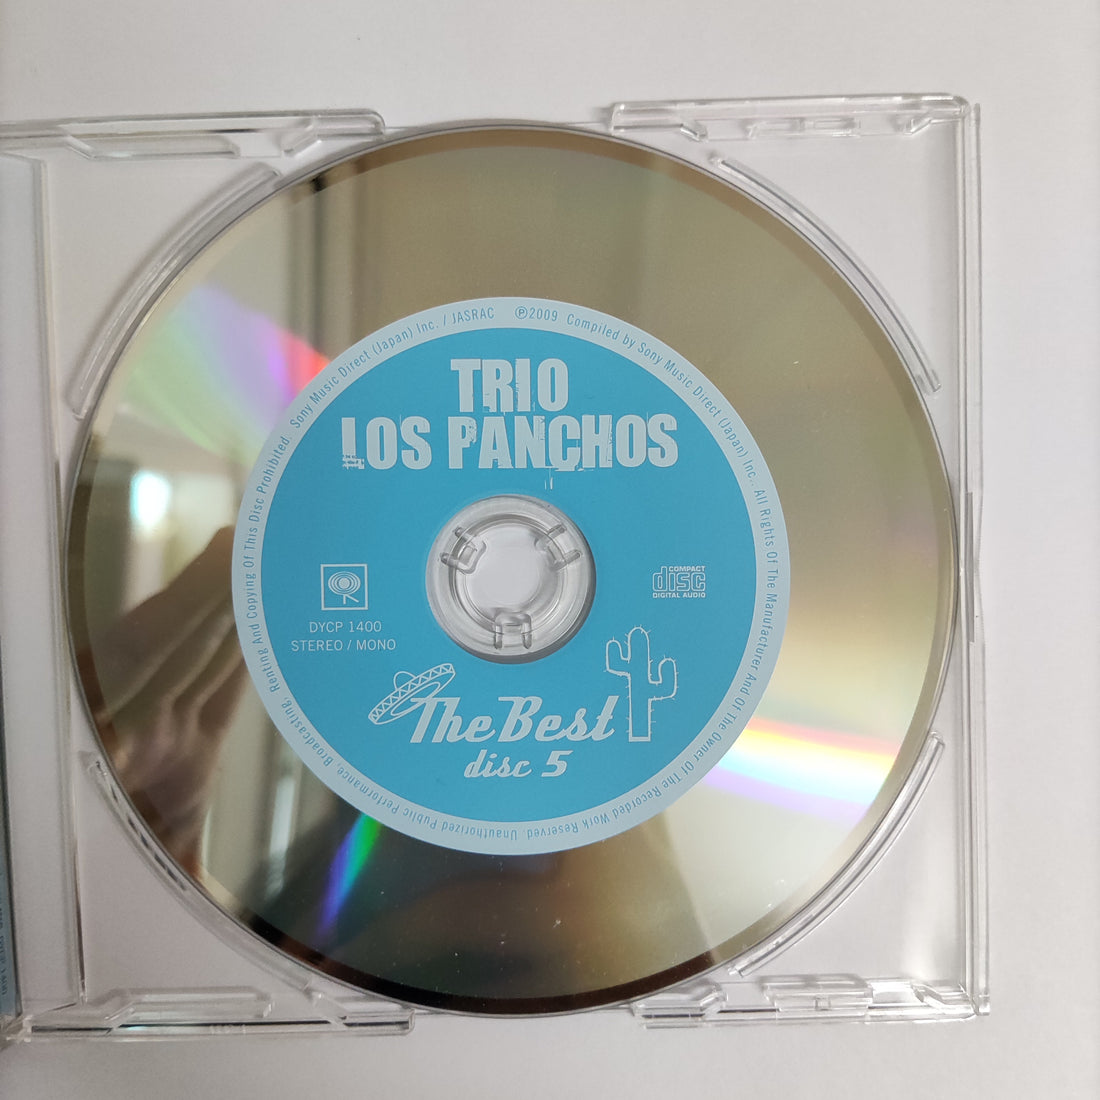 TRIO
LOS PANCHOS
COMPACT
disc
DIGITAL AUDIO
DYCP 1400
STEREO / MONO
The Best
disc 5
℗2009 Compiled by Sony Music Direct (Japan) Inc.. All Rights Of The Manufacturer And Of The Owner Of The Recorded Work Reserved. Unauthorized Public Performance, Broadcasting, Renting And Copying Of This Disc Prohibited. Sony Music Direct (Japan) Inc. / JASRAC